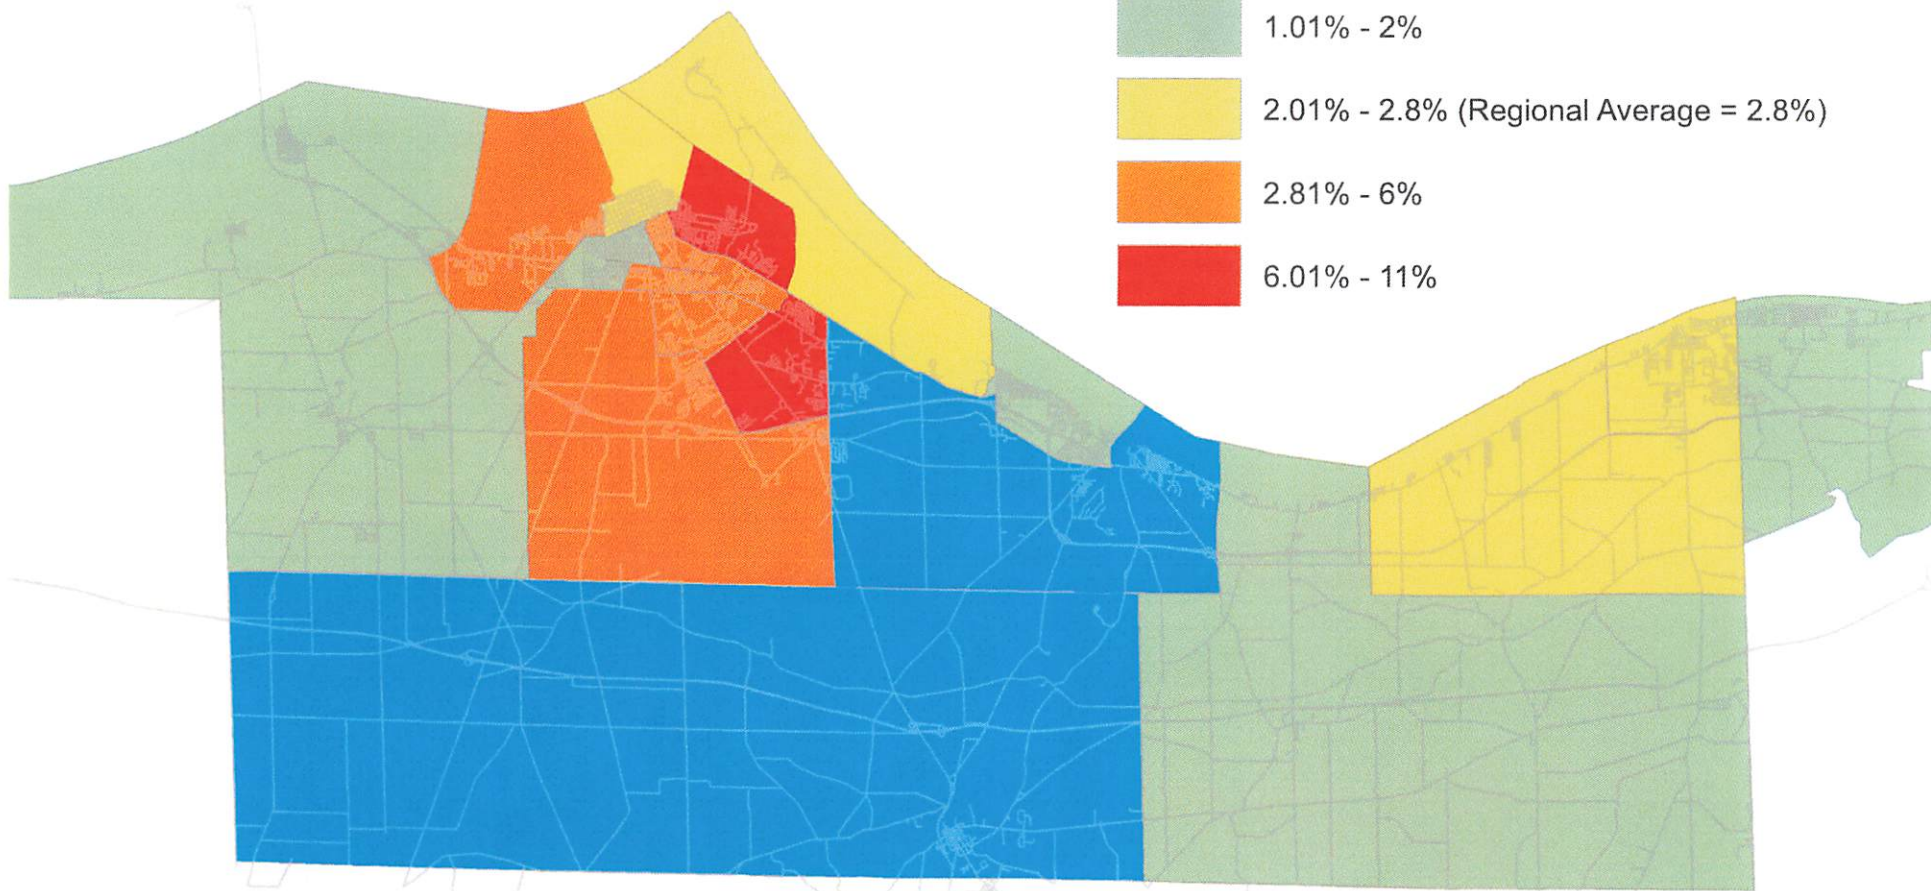 1.01% - 2%
2.01% - 2.8% (Regional Average = 2.8%)
2.81% - 6%
6.01% - 11%